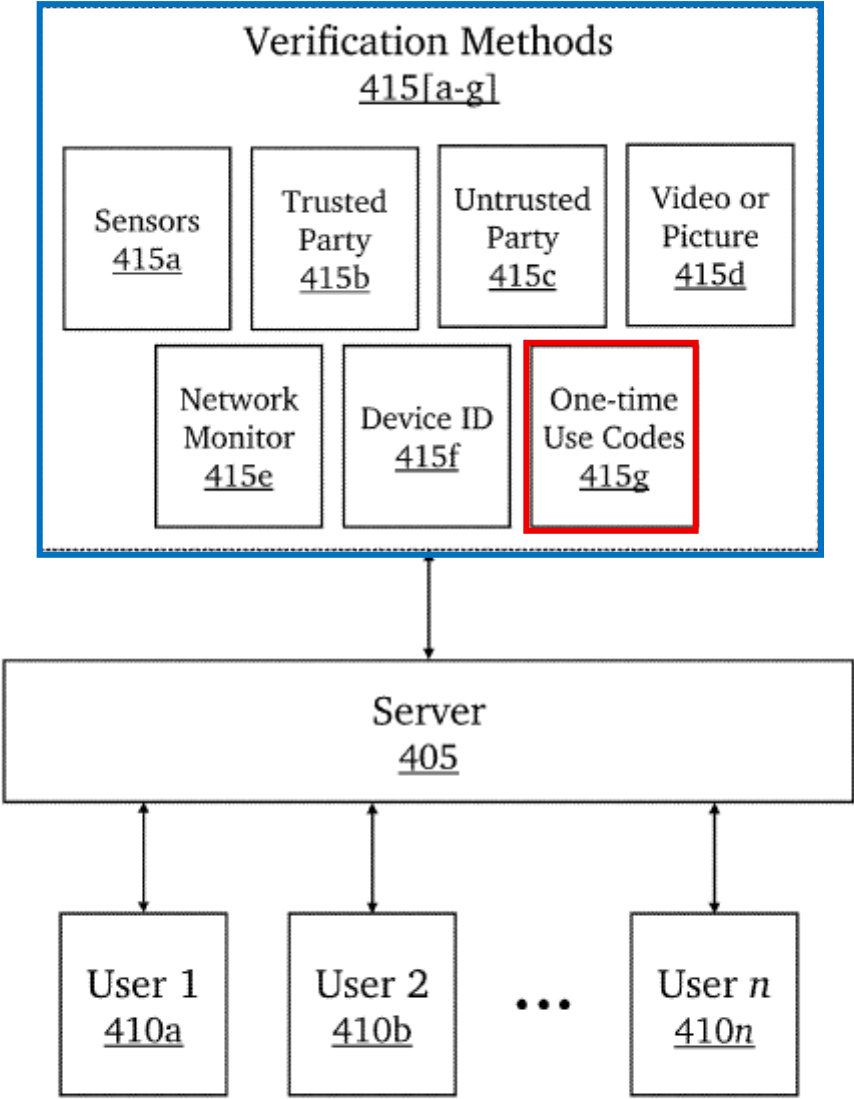 Verification Methods
415[a-g]
Sensors
415a
Trusted
Party
415b
Untrusted
Party
415c
Video or
Picture
415d
Network
Monitor
415e
Device ID
415f
One-time
Use Codes
415g
Server
405
User 1
410a
User 2
410b
...
User n
410n